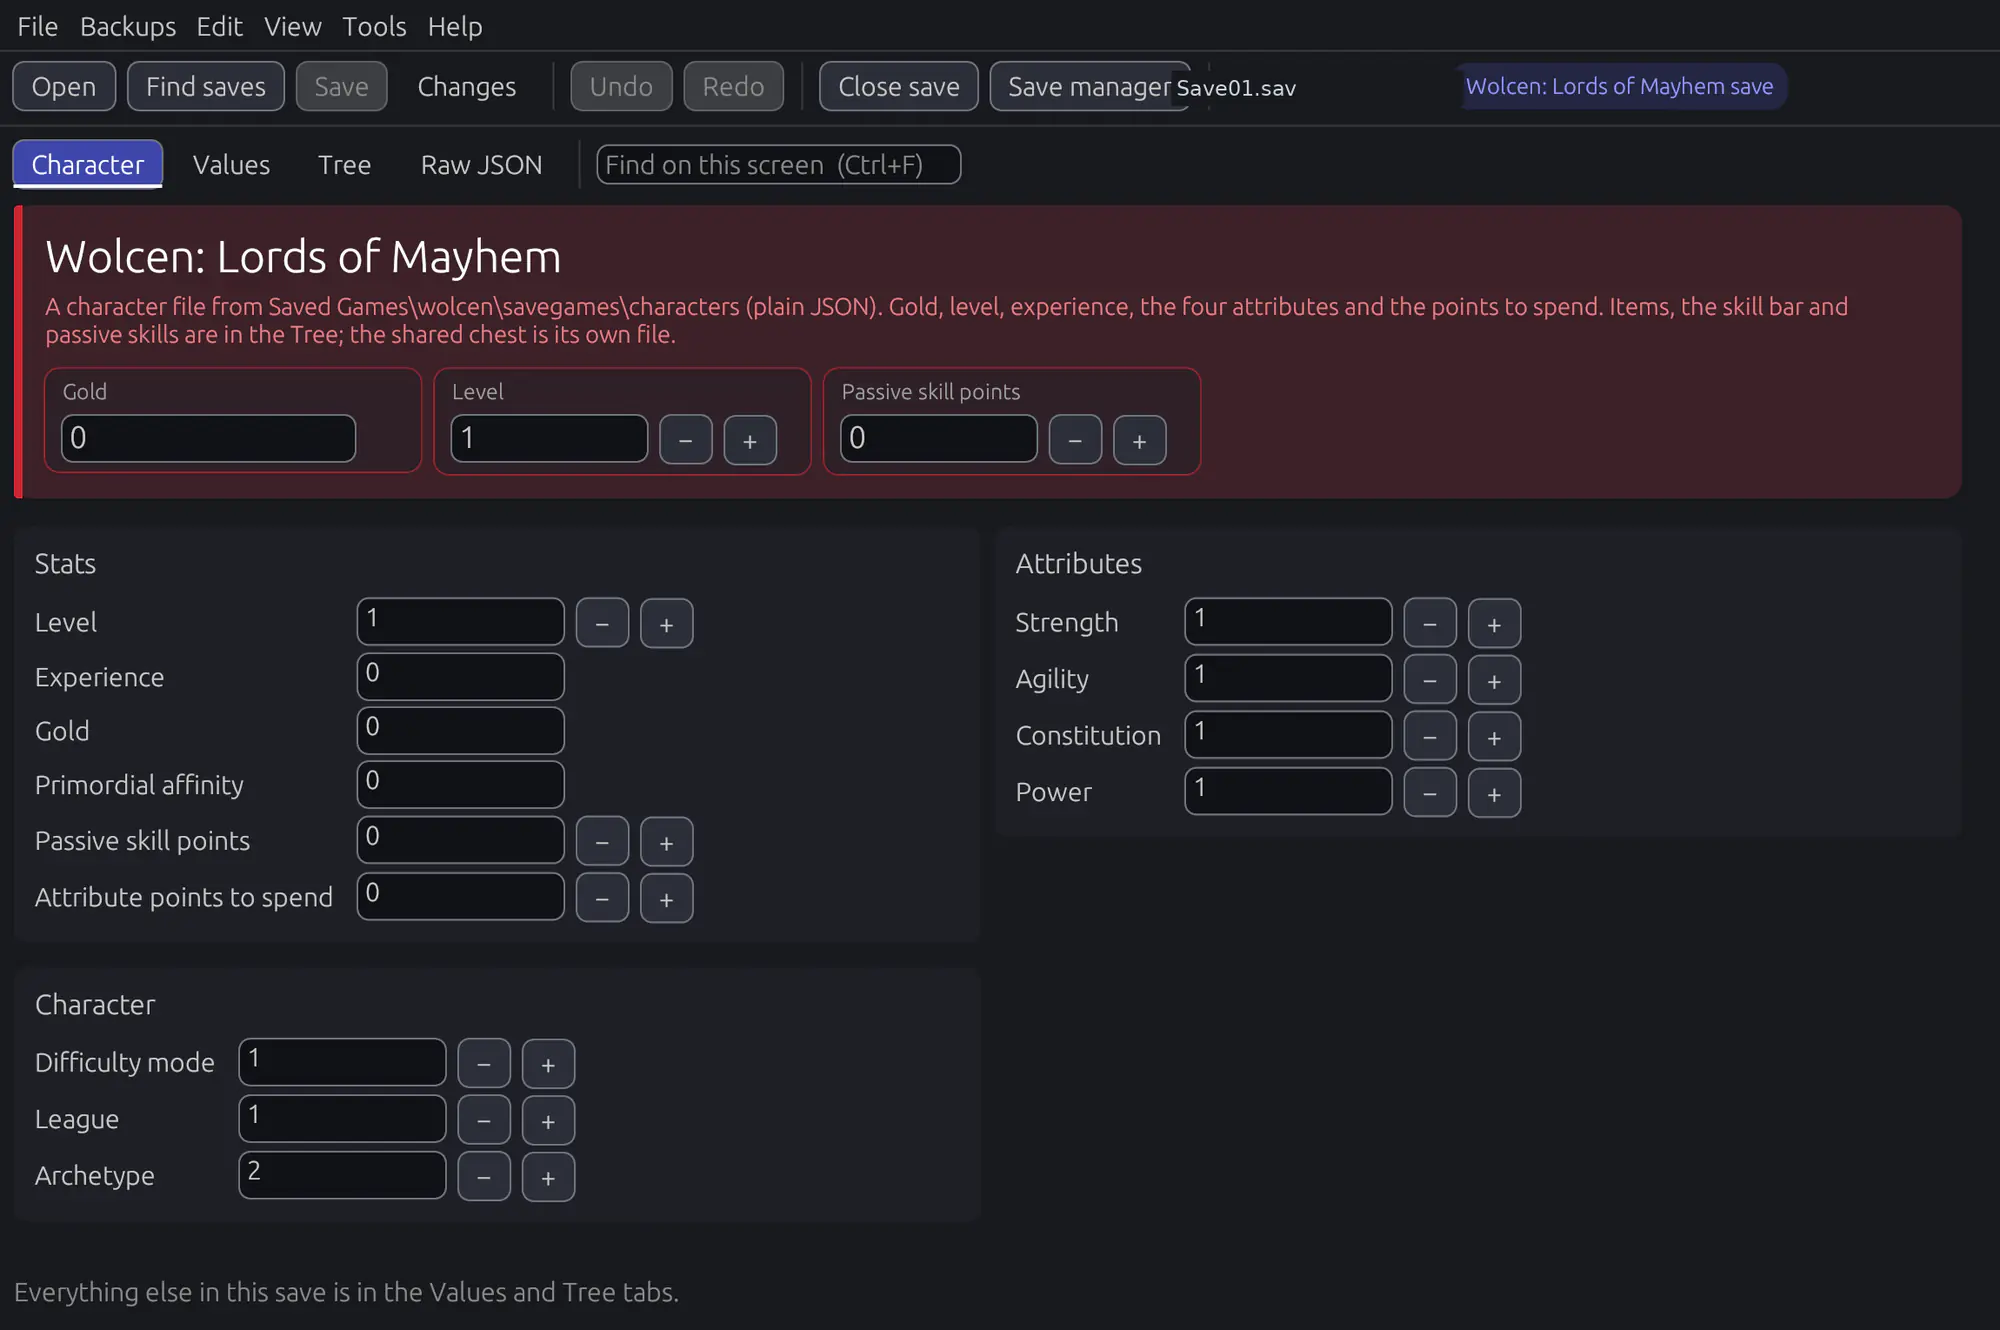 File Backups Edit View Tools Help
Open Find saves Save Changes Undo Redo Close save Save manager Save01.sav Wolcen: Lords of Mayhem save
Character Values Tree Raw JSON Find on this screen (Ctrl+F)
Wolcen: Lords of Mayhem
A character file from Saved Games\wolcen\savegames\characters (plain JSON). Gold, level, experience, the four attributes and the points to spend. Items, the skill bar and
passive skills are in the Tree; the shared chest is its own file.
Gold Level Passive skill points
0 1 − + 0 − +
Stats
Level 1 − +
Experience 0
Gold 0
Primordial affinity 0
Passive skill points 0 − +
Attribute points to spend 0 − +
Attributes
Strength 1 − +
Agility 1 − +
Constitution 1 − +
Power 1 − +
Character
Difficulty mode 1 − +
League 1 − +
Archetype 2 − +
Everything else in this save is in the Values and Tree tabs.